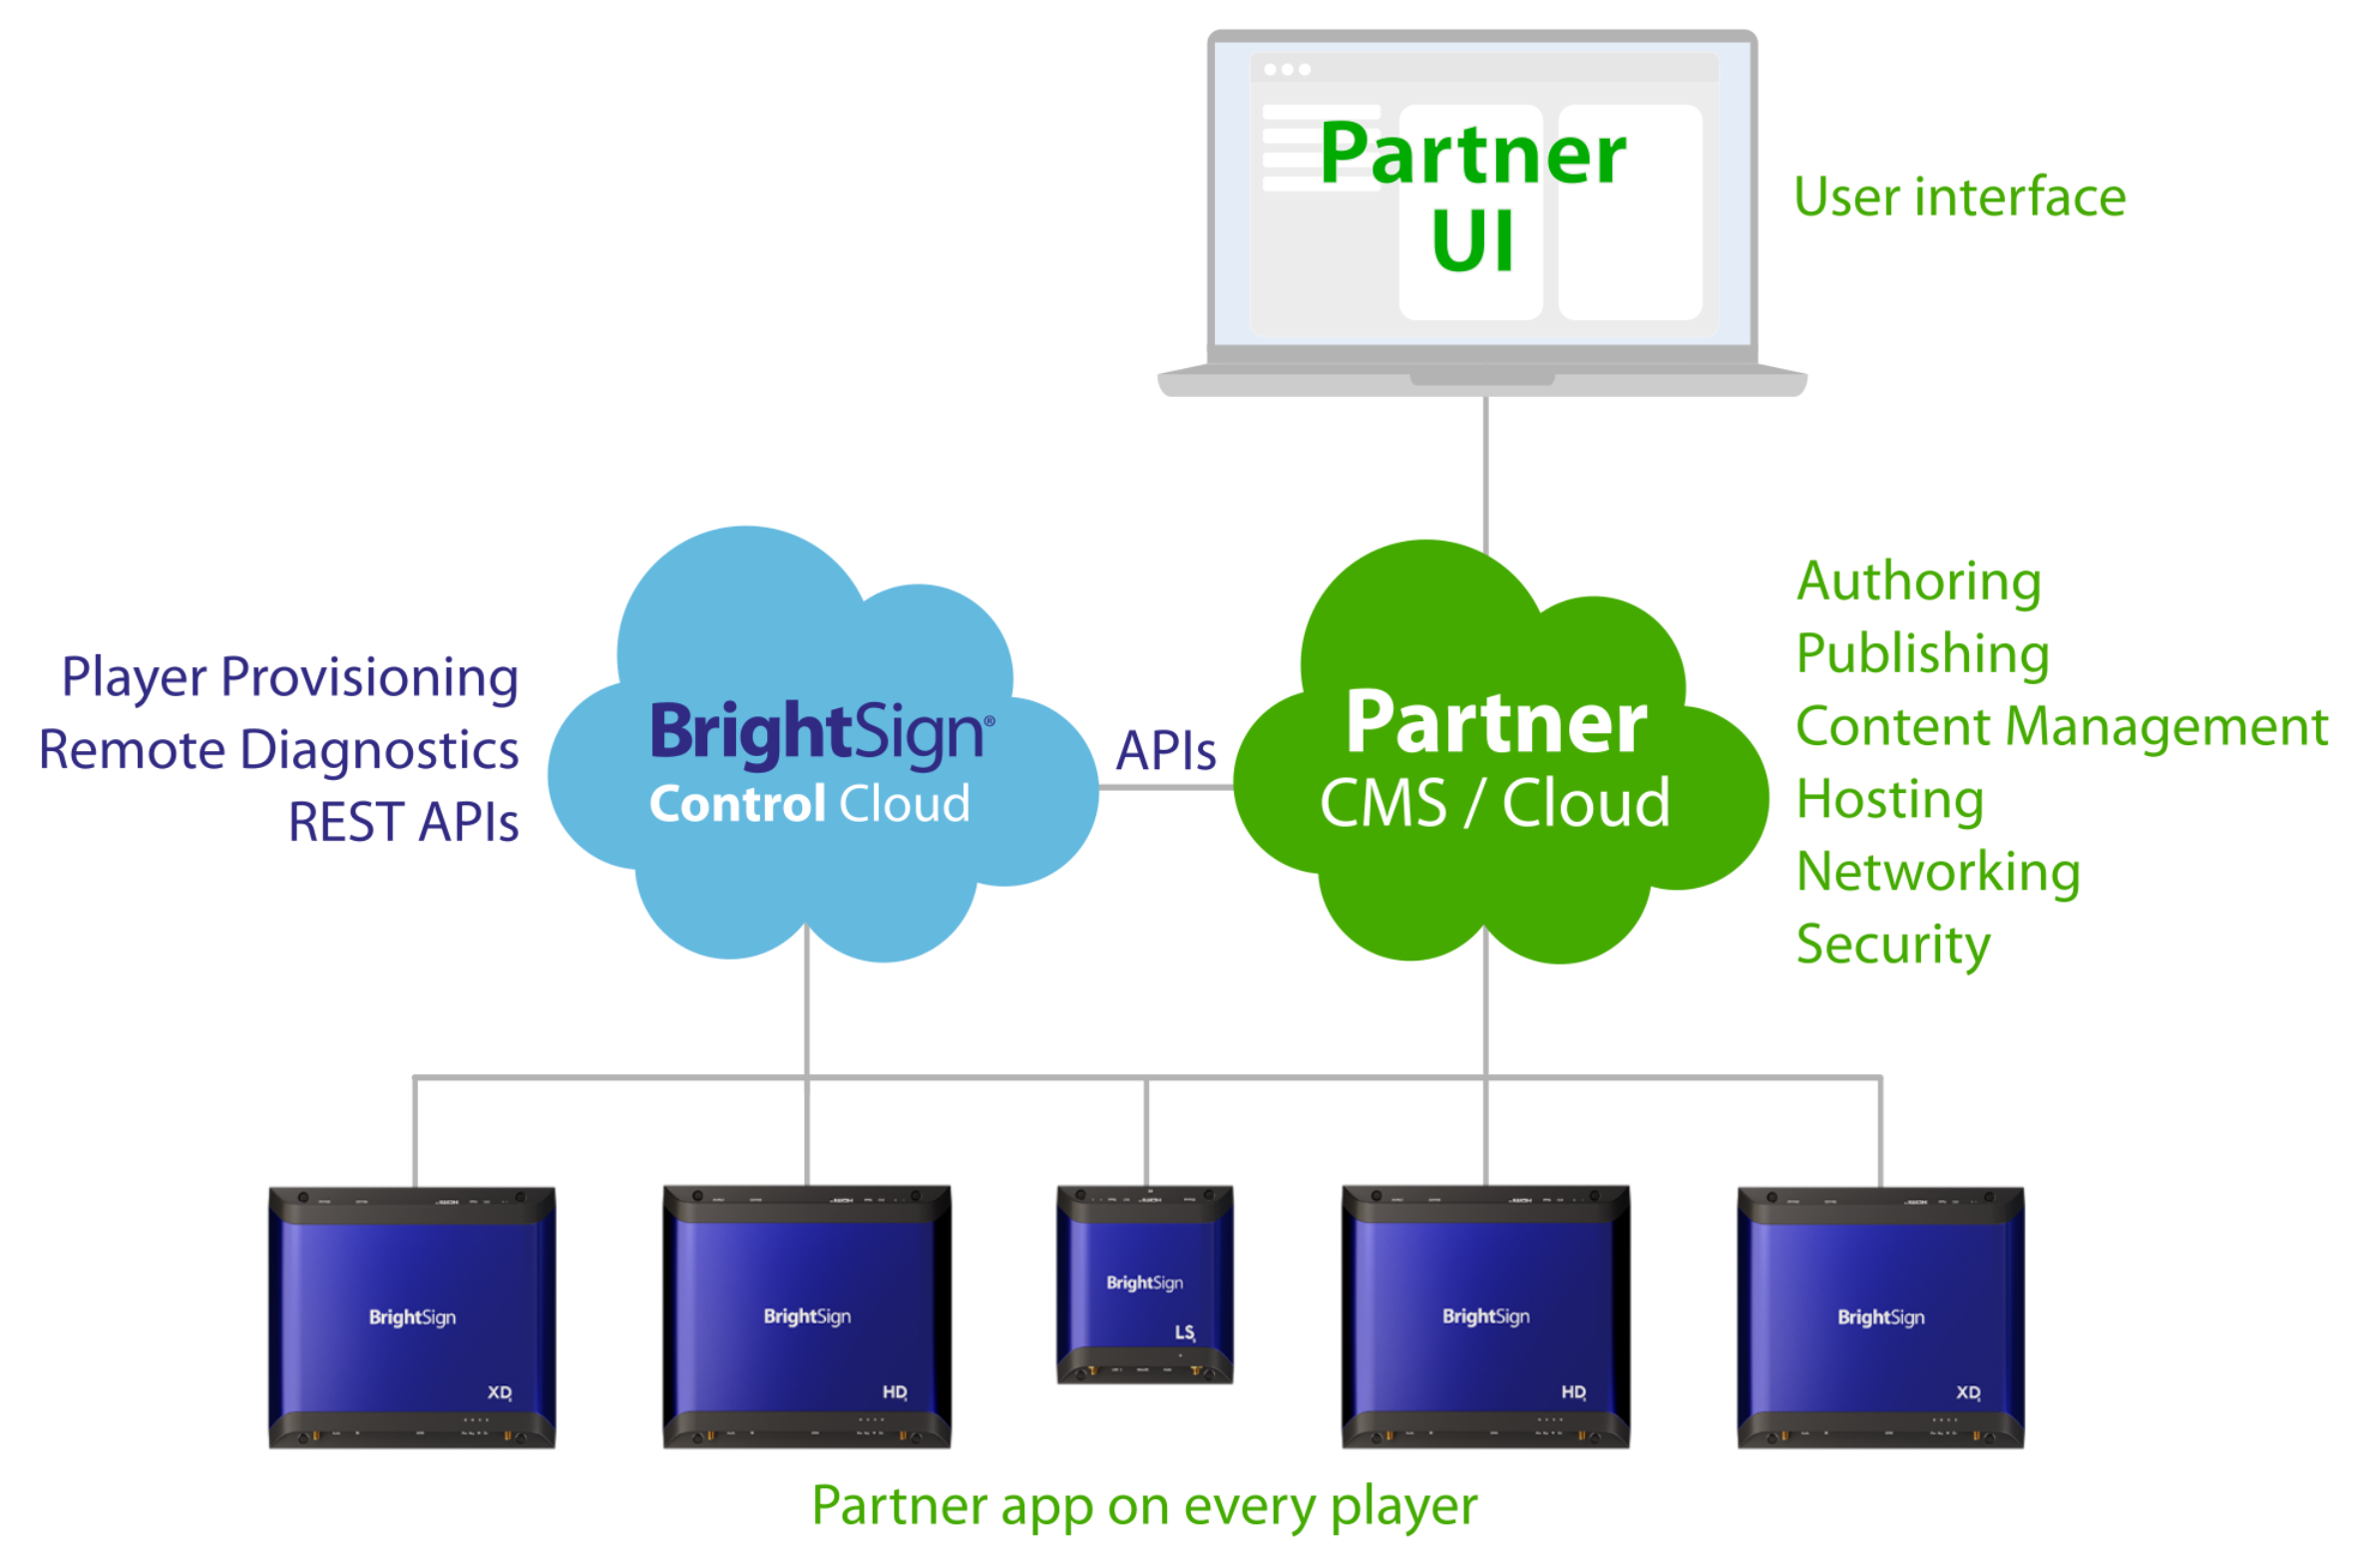 Partner
UI
User interface
Player Provisioning
Remote Diagnostics
REST APIs
BrightSign®
Control Cloud
APIs
Partner
CMS / Cloud
Authoring
Publishing
Content Management
Hosting
Networking
Security
BrightSign
XD
BrightSign
HD
BrightSign
LS
BrightSign
HD
BrightSign
XD
Partner app on every player